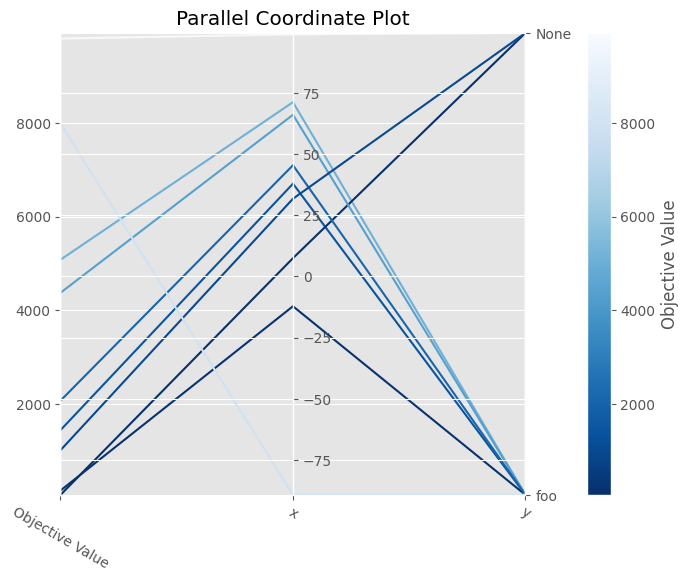 Parallel Coordinate Plot
None
8000
6000
4000
2000
75
50
25
0
−25
−50
−75
foo
8000
6000
4000
2000
Objective Value
Objective Value
x
y